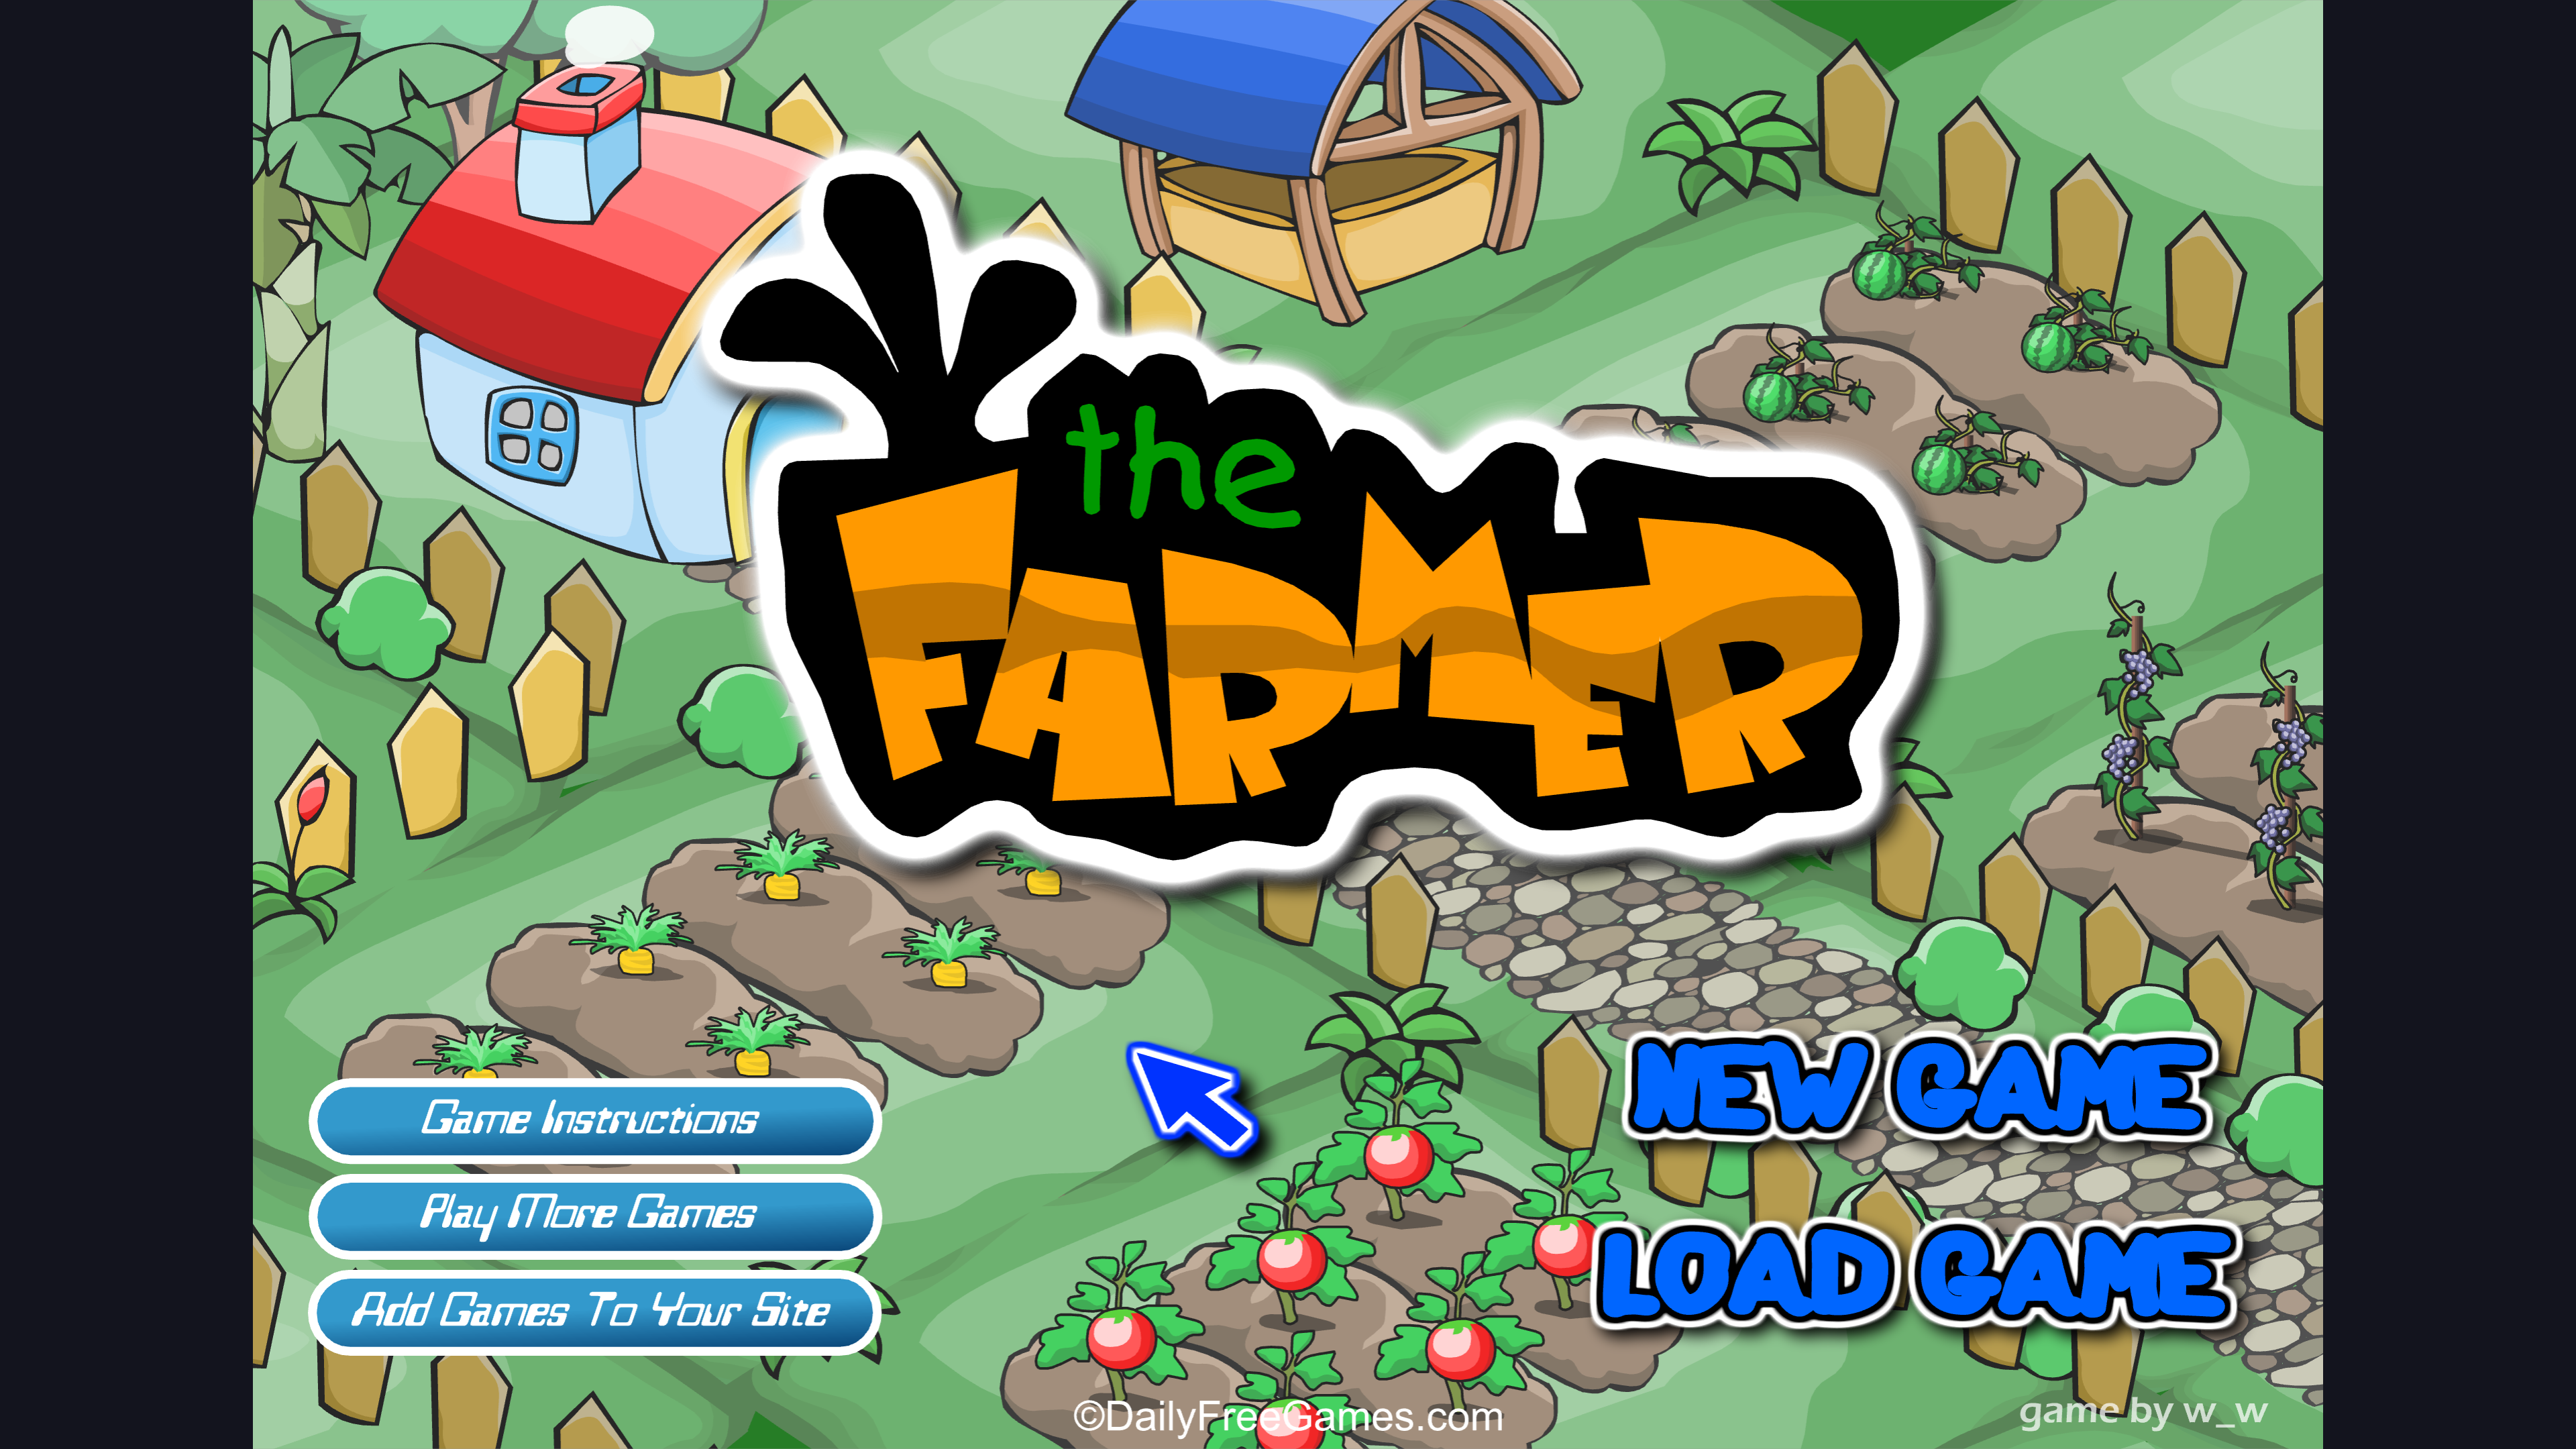 the
FARMER
NEW GAME
LOAD GAME
Game Instructions
Play More Games
Add Games To Your Site
©DailyFreeGames.com
game by w_w